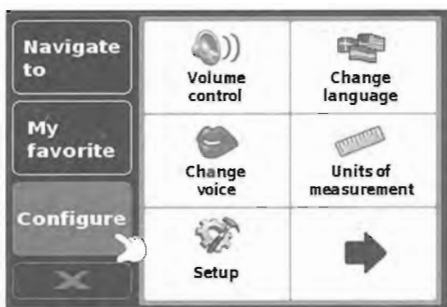 Navigate
to
My
favorite
Configure
Volume
control
Change
language
Change
voice
Units of
measurement
Setup